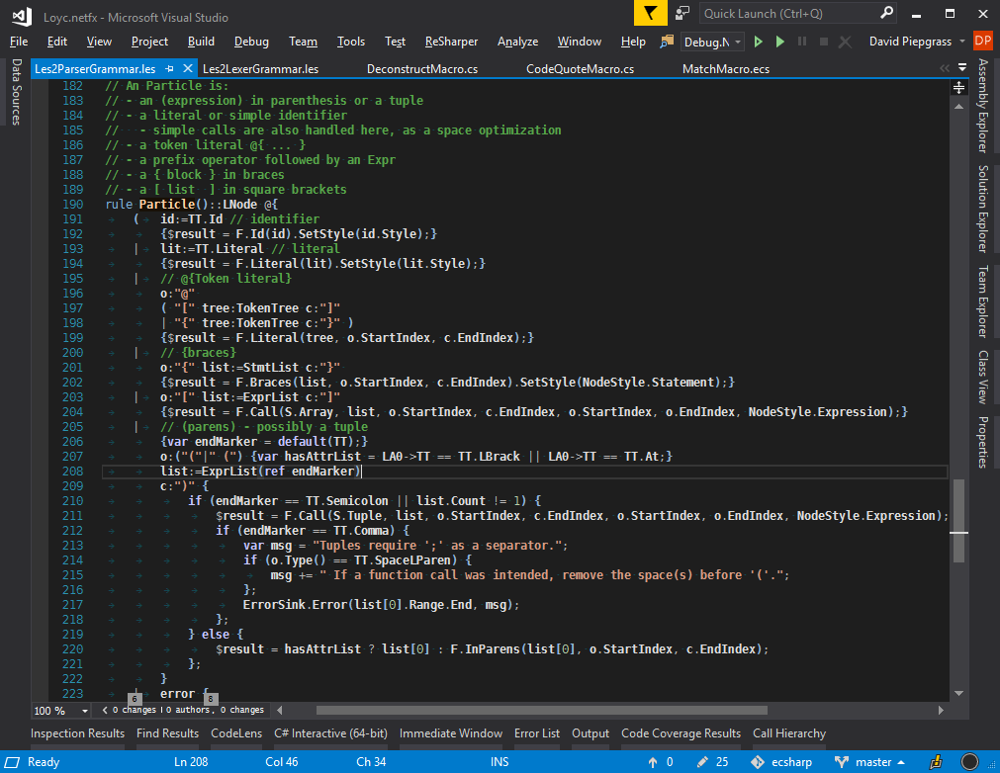 Loyc.netfx - Microsoft Visual Studio
Quick Launch (Ctrl+Q)
File Edit View Project Build Debug Team Tools Test ReSharper Analyze Window Help Debug.N David Piepgrass DP
Les2ParserGrammar.les Les2LexerGrammar.les DeconstructMacro.cs CodeQuoteMacro.cs MatchMacro.ecs
Data Sources
182 // An Particle is:
183 // - an (expression) in parenthesis or a tuple
184 // - a literal or simple identifier
185 //   - simple calls are also handled here, as a space optimization
186 // - a token literal @{ ... }
187 // - a prefix operator followed by an Expr
188 // - a { block } in braces
189 // - a [ list  ] in square brackets
190 rule Particle()::LNode @{
191 ( id:=TT.Id // identifier
192 {$result = F.Id(id).SetStyle(id.Style);}
193 | lit:=TT.Literal // literal
194 {$result = F.Literal(lit).SetStyle(lit.Style);}
195 | // @{Token literal}
196 o:"@"
197 ( "[" tree:TokenTree c:"]"
198 | "{" tree:TokenTree c:"}" )
199 {$result = F.Literal(tree, o.StartIndex, c.EndIndex);}
200 | // {braces}
201 o:"{" list:=StmtList c:"}"
202 {$result = F.Braces(list, o.StartIndex, c.EndIndex).SetStyle(NodeStyle.Statement);}
203 | o:"[" list:=ExprList c:"]"
204 {$result = F.Call(S.Array, list, o.StartIndex, c.EndIndex, o.StartIndex, o.EndIndex, NodeStyle.Expression);}
205 | // (parens) - possibly a tuple
206 {var endMarker = default(TT);}
207 o:("("|" (") {var hasAttrList = LA0->TT == TT.LBrack || LA0->TT == TT.At;}
208 list:=ExprList(ref endMarker)
209 c:")" {
210 if (endMarker == TT.Semicolon || list.Count != 1) {
211 $result = F.Call(S.Tuple, list, o.StartIndex, c.EndIndex, o.StartIndex, o.EndIndex, NodeStyle.Expression);
212 if (endMarker == TT.Comma) {
213 var msg = "Tuples require ';' as a separator.";
214 if (o.Type() == TT.SpaceLParen) {
215 msg += " If a function call was intended, remove the space(s) before '('.";
216 };
217 ErrorSink.Error(list[0].Range.End, msg);
218 };
219 } else {
220 $result = hasAttrList ? list[0] : F.InParens(list[0], o.StartIndex, c.EndIndex);
221 };
222 }
223 | error {
6 8
Assembly Explorer
Solution Explorer
Team Explorer
Class View
Properties
100 % 0 changes | 0 authors, 0 changes
Inspection Results Find Results CodeLens C# Interactive (64-bit) Immediate Window Error List Output Code Coverage Results Call Hierarchy
Ready Ln 208 Col 46 Ch 34 INS 0 25 ecsharp master